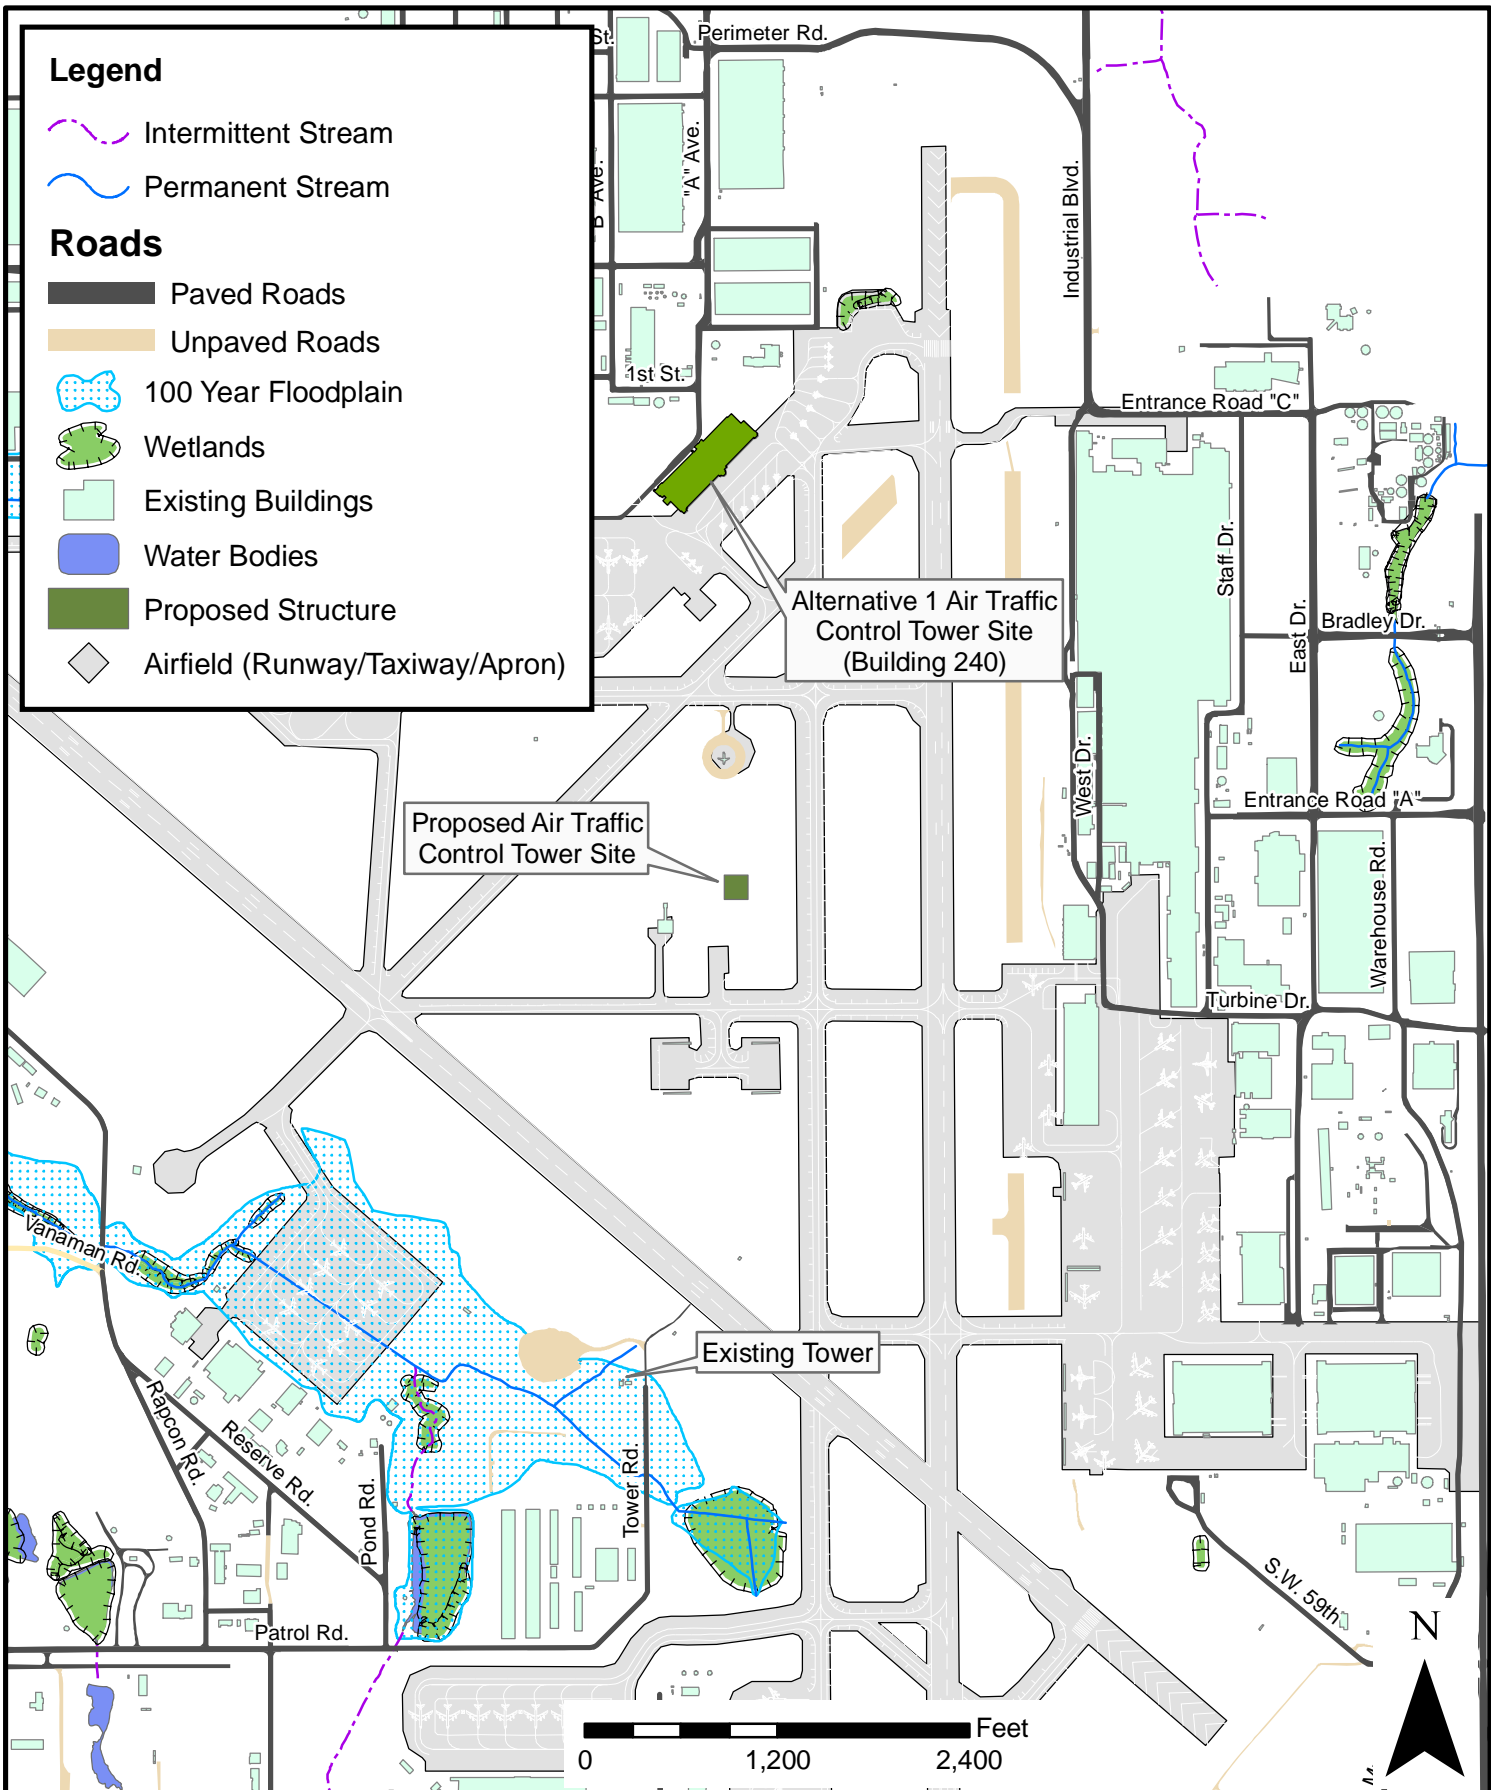 Legend
Intermittent Stream
Permanent Stream
Roads
Paved Roads
Unpaved Roads
100 Year Floodplain
Wetlands
Existing Buildings
Water Bodies
Proposed Structure
Airfield (Runway/Taxiway/Apron)
St.
Perimeter Rd.
"A" Ave.
Ave.
1st St.
Industrial Blvd.
Entrance Road "C"
Staff Dr.
East Dr.
Bradley Dr.
Alternative 1 Air Traffic
Control Tower Site
(Building 240)
West Dr.
Entrance Road "A"
Proposed Air Traffic
Control Tower Site
Warehouse Rd.
Turbine Dr.
Vanaman Rd.
Existing Tower
Rapcon Rd.
Reserve Rd.
Pond Rd.
Tower Rd.
S.W. 59th
Patrol Rd.
N
Feet
0
1,200
2,400